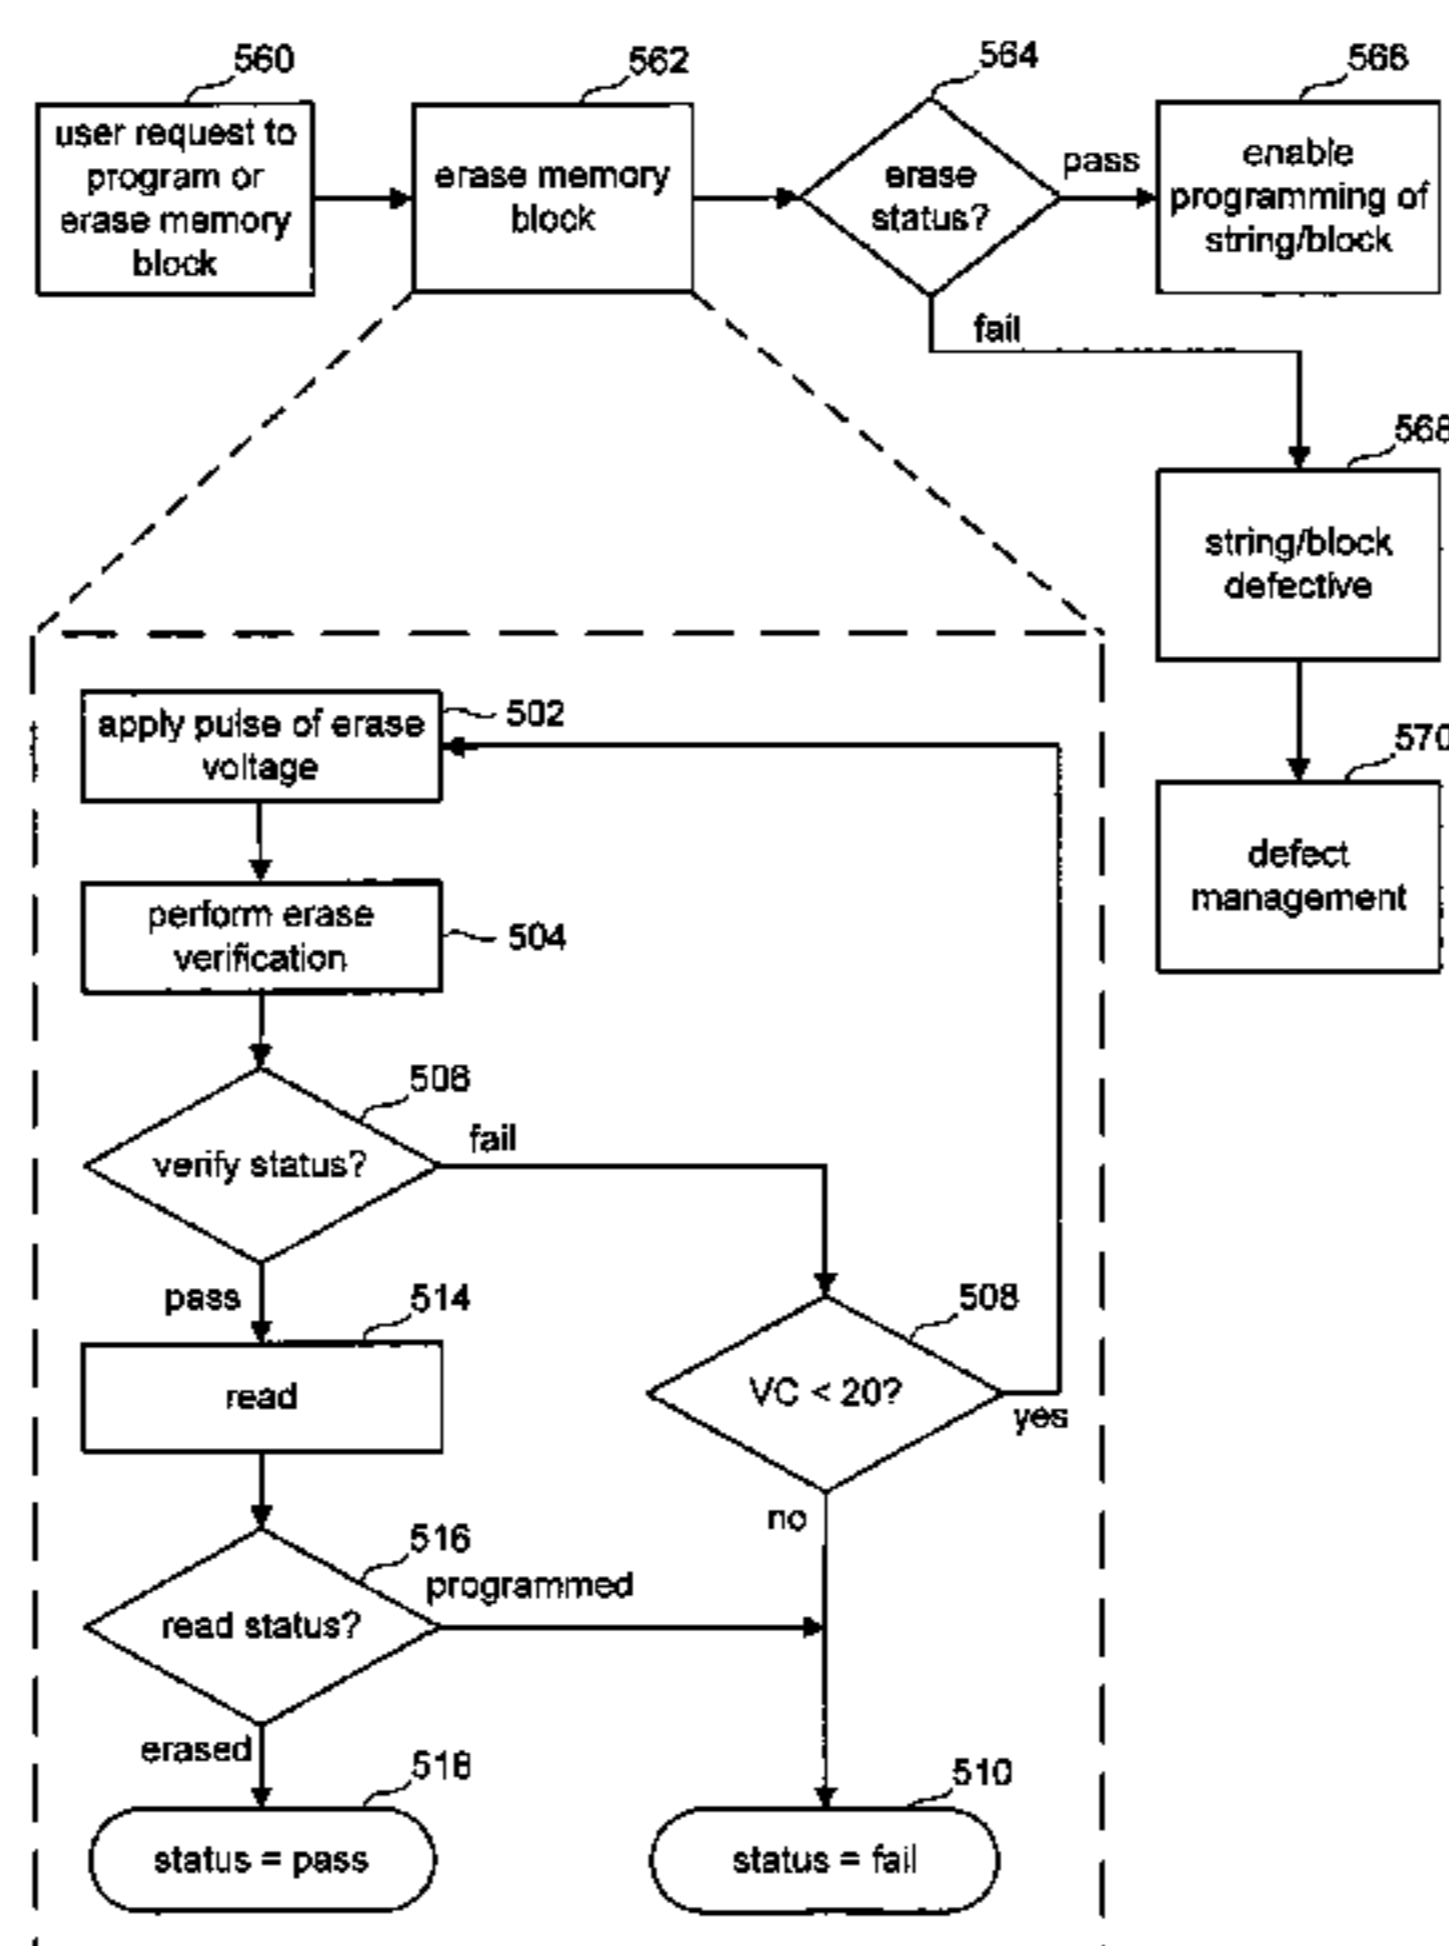 560
user request to
program or
erase memory
block
562
erase memory
block
564
erase
status?
pass
fail
566
enable
programming of
string/block
568
string/block
defective
570
defect
management
apply pulse of erase
voltage
502
perform erase
verification
504
506
verify status?
fail
pass
514
read
508
VC < 20?
yes
no
516
read status?
programmed
erased
518
status = pass
510
status = fail